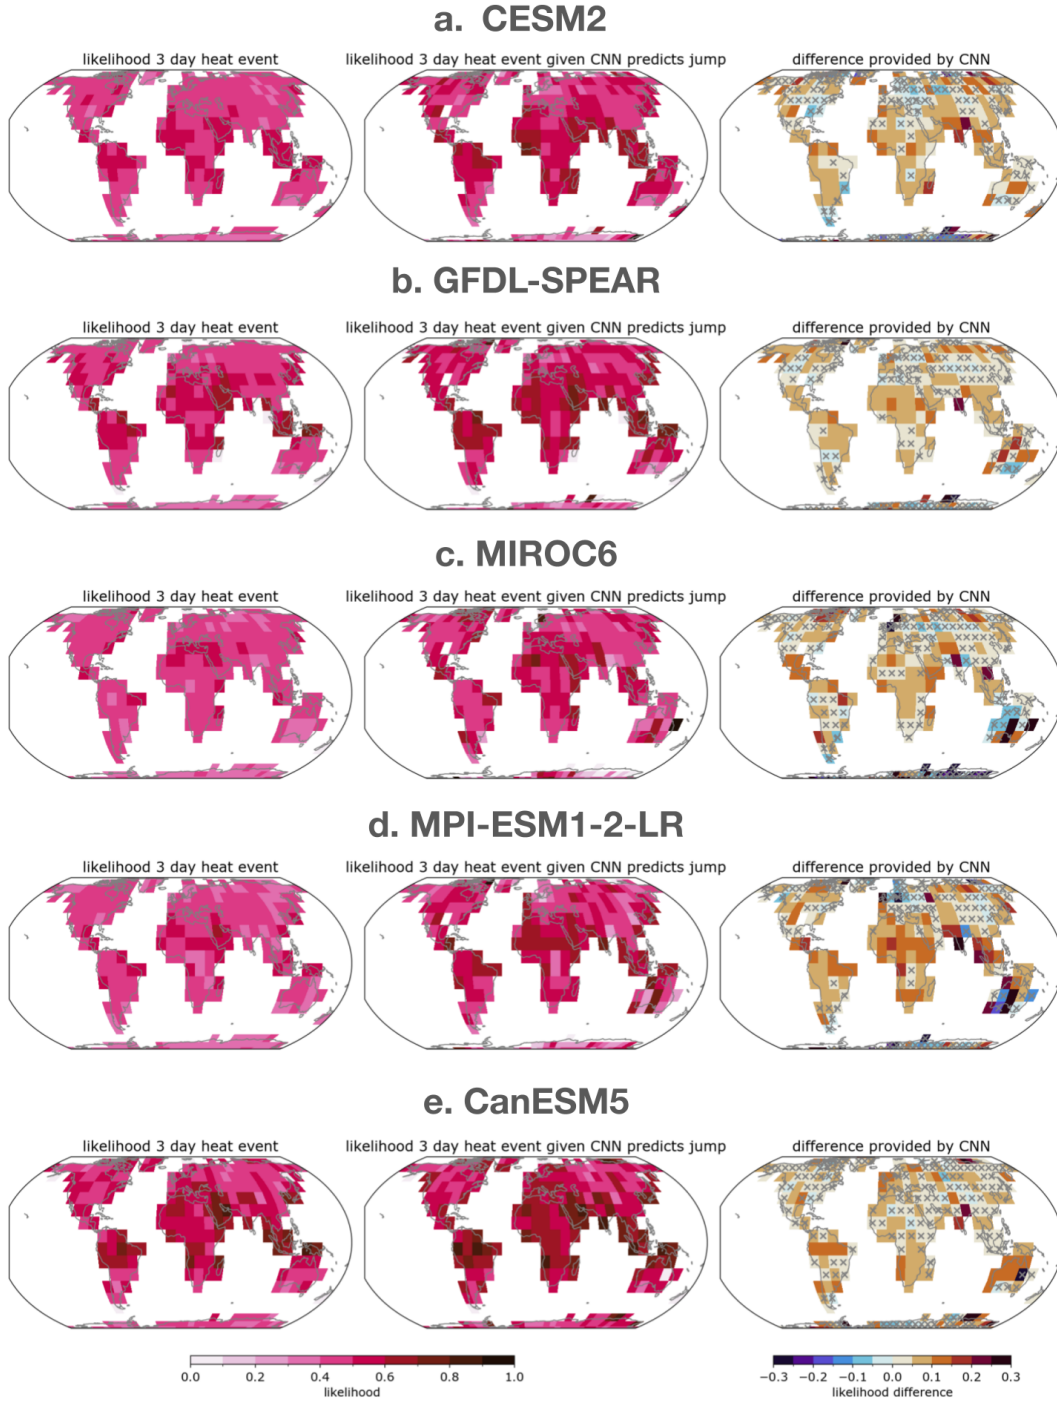 a. CESM2
likelihood 3 day heat event
likelihood 3 day heat event given CNN predicts jump
difference provided by CNN
b. GFDL-SPEAR
likelihood 3 day heat event
likelihood 3 day heat event given CNN predicts jump
difference provided by CNN
c. MIROC6
likelihood 3 day heat event
likelihood 3 day heat event given CNN predicts jump
difference provided by CNN
d. MPI-ESM1-2-LR
likelihood 3 day heat event
likelihood 3 day heat event given CNN predicts jump
difference provided by CNN
e. CanESM5
likelihood 3 day heat event
likelihood 3 day heat event given CNN predicts jump
difference provided by CNN
0.0 0.2 0.4 0.6 0.8 1.0
likelihood
−0.3 −0.2 −0.1 0.0 0.1 0.2 0.3
likelihood difference